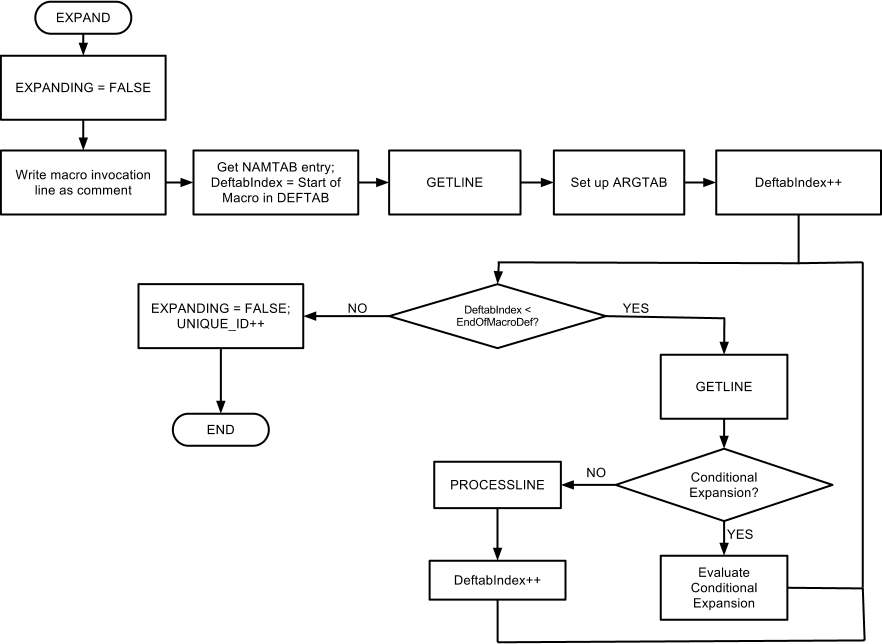 EXPAND
EXPANDING = FALSE
Write macro invocation
line as comment
Get NAMTAB entry;
DeftabIndex = Start of
Macro in DEFTAB
GETLINE
Set up ARGTAB
DeftabIndex++
DeftabIndex <
EndOfMacroDef?
NO
YES
EXPANDING = FALSE;
UNIQUE_ID++
END
GETLINE
Conditional
Expansion?
NO
YES
PROCESSLINE
DeftabIndex++
Evaluate
Conditional
Expansion